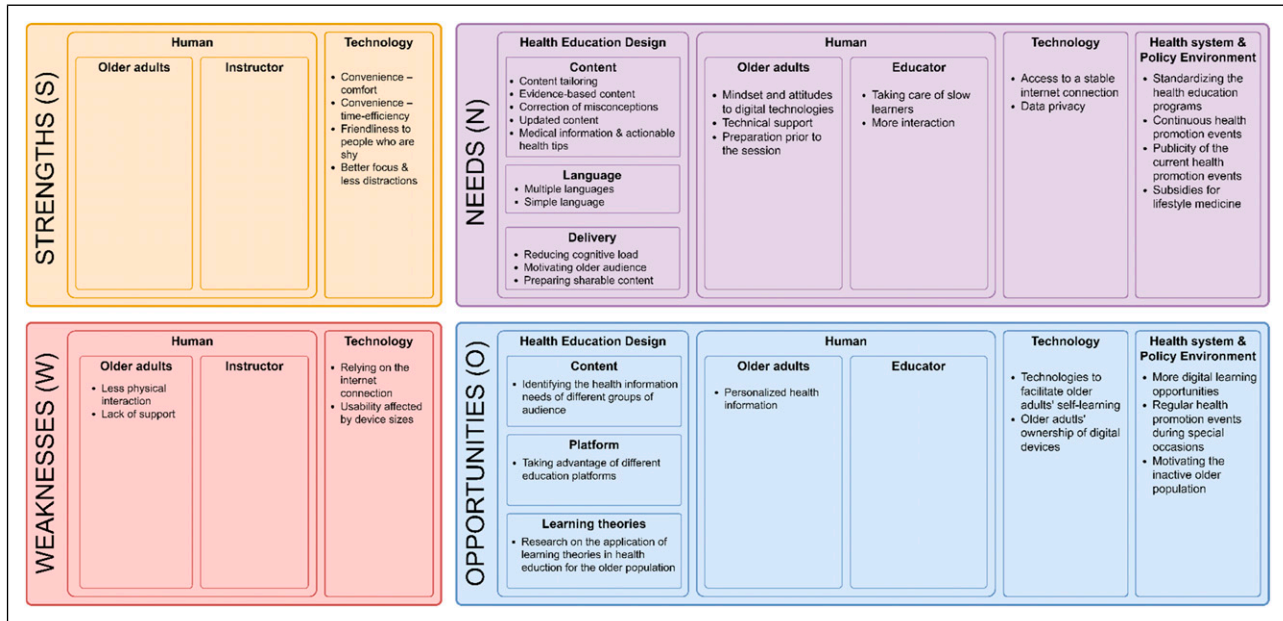 STRENGTHS (S)
Human
Older adults
Instructor
Technology
• Convenience –
comfort
• Convenience –
time-efficiency
• Friendliness to
people who are
shy
• Better focus &
less distractions
NEEDS (N)
Health Education Design
Content
• Content tailoring
• Evidence-based content
• Correction of misconceptions
• Updated content
• Medical information & actionable
health tips
Language
• Multiple languages
• Simple language
Delivery
• Reducing cognitive load
• Motivating older audience
• Preparing sharable content
Human
Older adults
• Mindset and attitudes
to digital technologies
• Technical support
• Preparation prior to
the session
Educator
• Taking care of slow
learners
• More interaction
Technology
• Access to a stable
internet connection
• Data privacy
Health system &
Policy Environment
• Standardizing the
health education
programs
• Continuous health
promotion events
• Publicity of the
current health
promotion events
• Subsidies for
lifestyle medicine
WEAKNESSES (W)
Human
Older adults
• Less physical
interaction
• Lack of support
Instructor
Technology
• Relying on the
internet
connection
• Usability affected
by device sizes
OPPORTUNITIES (O)
Health Education Design
Content
• Identifying the health information
needs of different groups of
audience
Platform
• Taking advantage of different
education platforms
Learning theories
• Research on the application of
learning theories in health
eduction for the older population
Human
Older adults
• Personalized health
information
Educator
Technology
• Technologies to
facilitate older
adults' self-learning
• Older adutls'
ownership of digital
devices
Health system &
Policy Environment
• More digital learning
opportunities
• Regular health
promotion events
during special
occasions
• Motivating the
inactive older
population